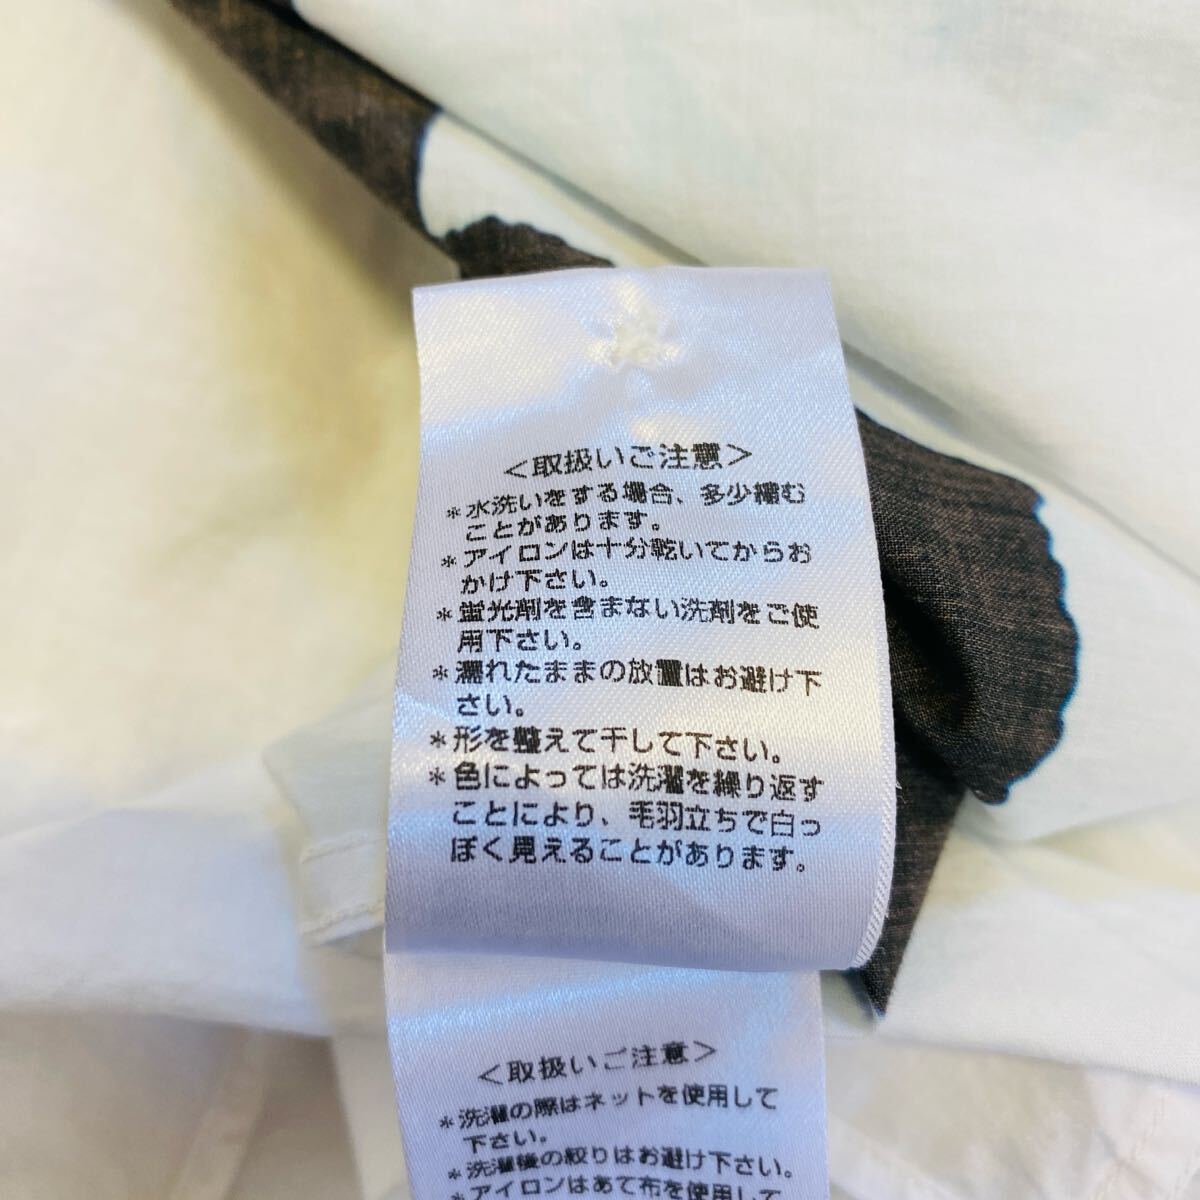 ＜取扱いご注意＞
＊水洗いをする場合、多少縮む
ことがあります。
＊アイロンは十分乾いてからお
かけ下さい。
＊蛍光剤を含まない洗剤をご使
用下さい。
＊濡れたままの放置はお避け下
さい。
＊形を整えて干して下さい。
＊色によっては洗濯を繰り返す
ことにより、毛羽立ちで白っ
ぽく見えることがあります。
＜取扱いご注意＞
＊洗濯の際はネットを使用して
下さい。
＊洗濯後の絞りはお避け下さい。
＊アイロンはあて布を使用して